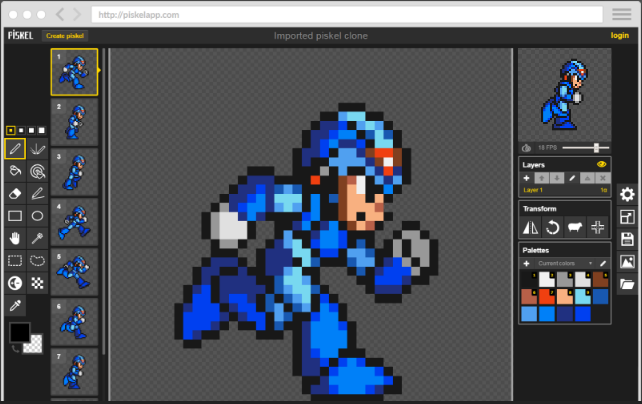 http://piskelapp.com
PISKEL
Create piskel
Imported piskel clone
login
1
2
3
4
5
6
7
18 FPS
Layers
Layer 1
Transform
Palettes
Current colors